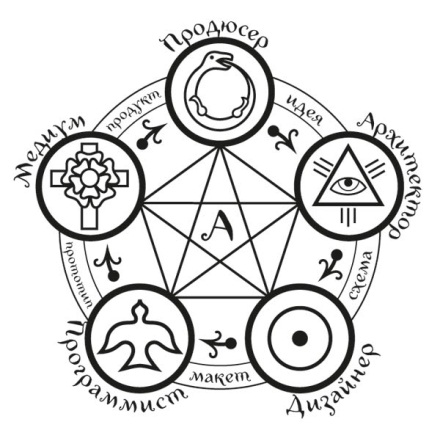 Продюсер
идея
Архитектор
схема
Дизайнер
макет
Программист
прототип
Медиум
продукт
А